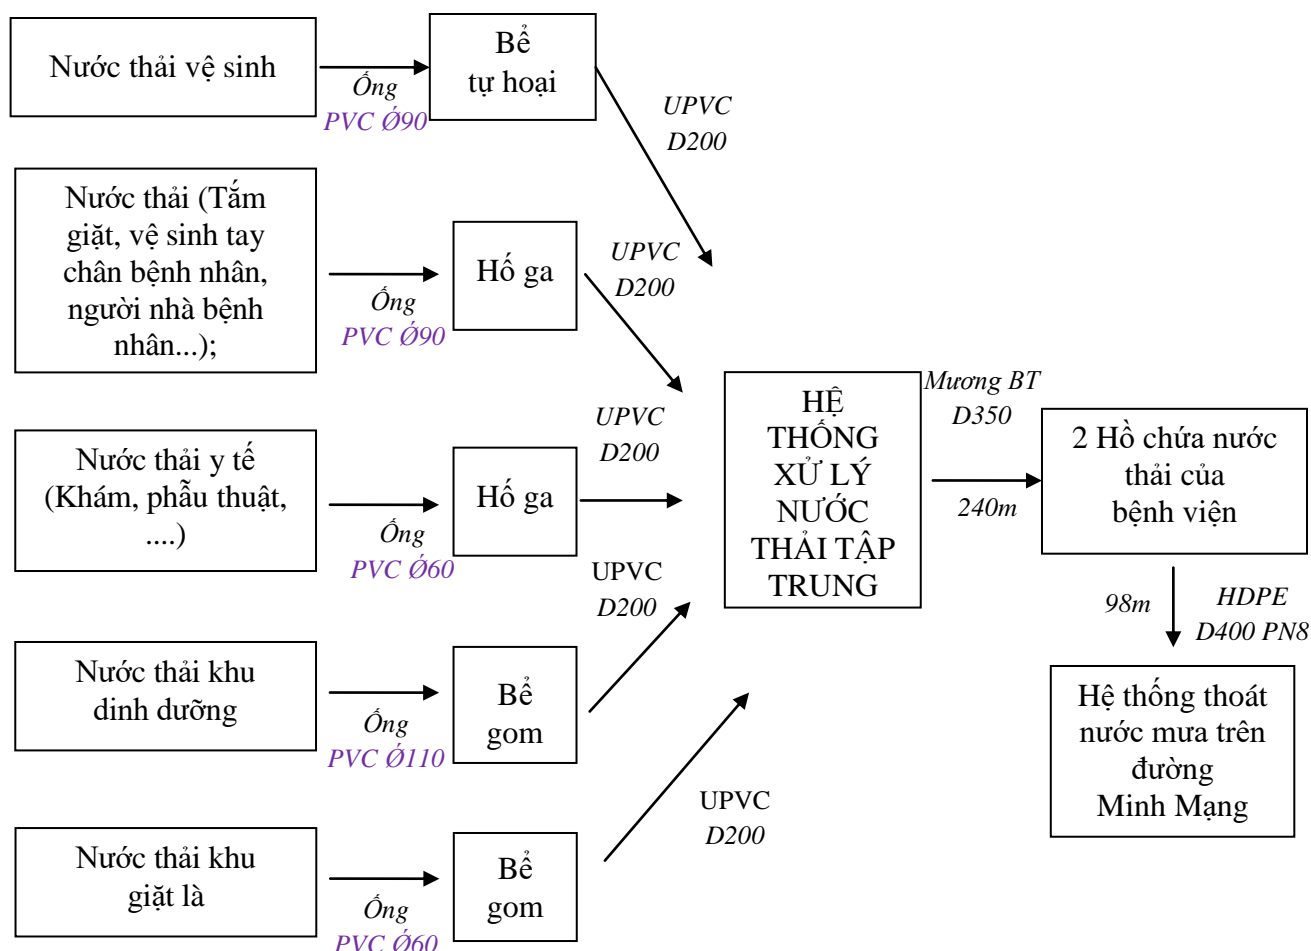 Nước thải vệ sinh
Ống
PVC Ǿ90
Bể
tự hoại
UPVC
D200
Nước thải (Tắm
giặt, vệ sinh tay
chân bệnh nhân,
người nhà bệnh
nhân...);
Ống
PVC Ǿ90
Hố ga
UPVC
D200
Nước thải y tế
(Khám, phẫu thuật,
....)
Ống
PVC Ǿ60
Hố ga
UPVC
D200
Nước thải khu
dinh dưỡng
Ống
PVC Ǿ110
Bể
gom
UPVC
D200
Nước thải khu
giặt là
Ống
PVC Ǿ60
Bể
gom
UPVC
D200
HỆ
THỐNG
XỬ LÝ
NƯỚC
THẢI TẬP
TRUNG
Mương BT
D350
240m
2 Hồ chứa nước
thải của
bệnh viện
98m
HDPE
D400 PN8
Hệ thống thoát
nước mưa trên
đường
Minh Mạng